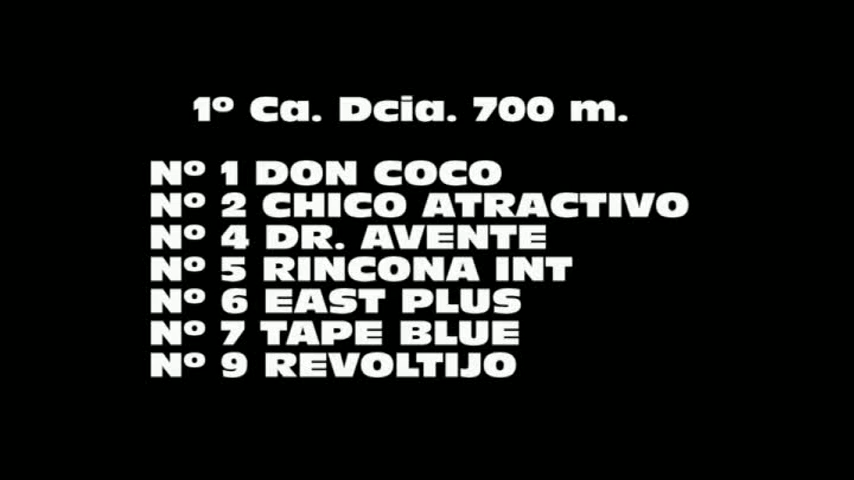 1º Ca. Dcia. 700 m.
Nº 1 DON COCO
Nº 2 CHICO ATRACTIVO
Nº 4 DR. AVENTE
Nº 5 RINCONA INT
Nº 6 EAST PLUS
Nº 7 TAPE BLUE
Nº 9 REVOLTIJO